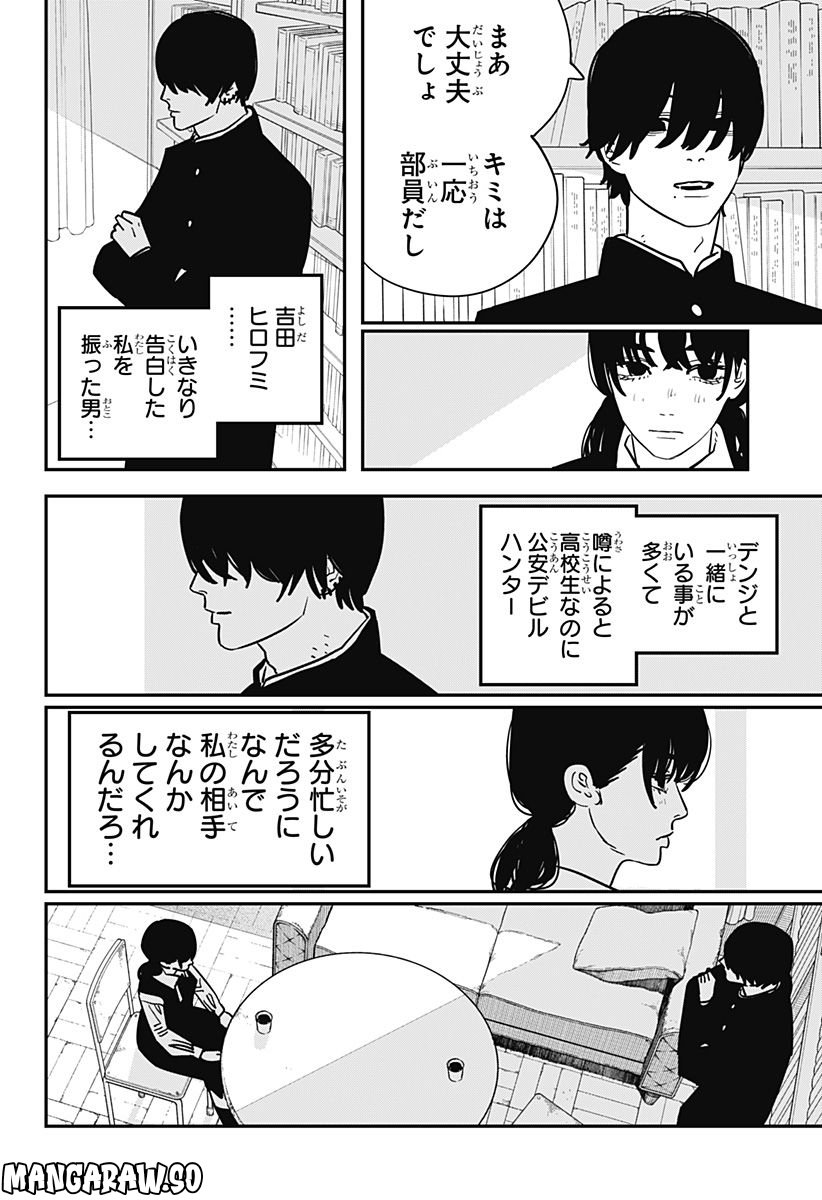 まあ
大丈夫
でしょ
キミは
一応
部員だし
吉田
ヒロフミ
……
いきなり
告白した
私を
振った男…
デンジと
一緒に
いる事が
多くて
噂によると
高校生なのに
公安デビル
ハンター
多分忙しい
だろうに
なんで
私の相手
なんか
してくれ
るんだろ…
MANGARAW.SO